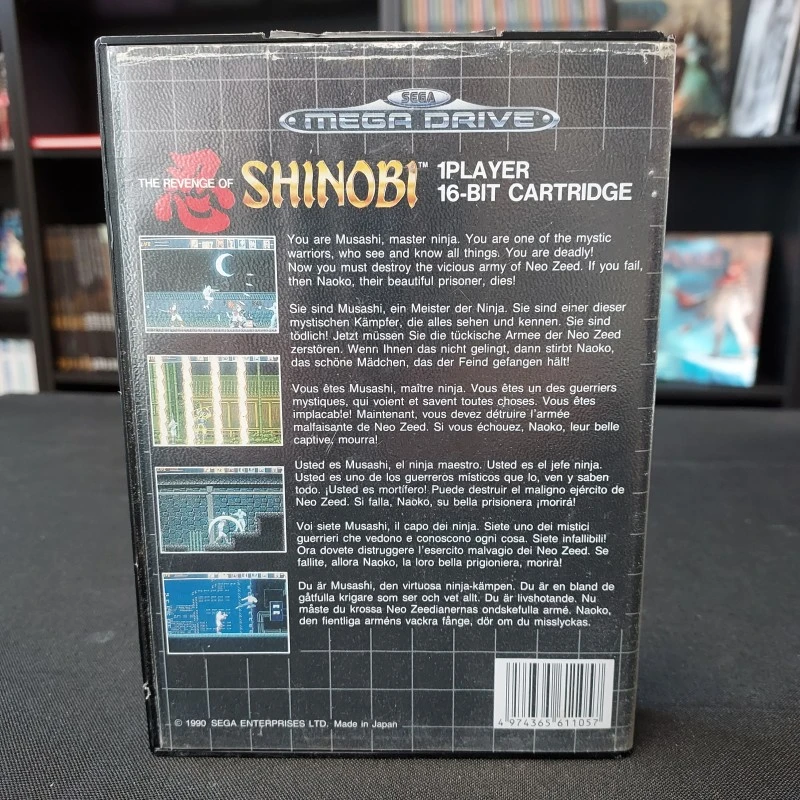 SEGA
MEGA DRIVE
THE REVENGE OF 忍 SHINOBI™ 1PLAYER
16-BIT CARTRIDGE
You are Musashi, master ninja. You are one of the mystic
warriors, who see and know all things. You are deadly!
Now you must destroy the vicious army of Neo Zeed. If you fail,
then Naoko, their beautiful prisoner, dies!
Sie sind Musashi, ein Meister der Ninja. Sie sind einer dieser
mystischen Kämpfer, die alles sehen und kennen. Sie sind
tödlich! Jetzt müssen Sie die tückische Armee der Neo Zeed
zerstören. Wenn Ihnen das nicht gelingt, dann stirbt Naoko,
das schöne Mädchen, das der Feind gefangen hält!
Vous êtes Musashi, maître ninja. Vous êtes un des guerriers
mystiques, qui voient et savent toutes choses. Vous êtes
implacable! Maintenant, vous devez détruire l'armée
malfaisante de Neo Zeed. Si vous échouez, Naoko, leur belle
captive, mourra!
Usted es Musashi, el ninja maestro. Usted es el jefe ninja.
Usted es uno de los guerreros místicos que lo, ven y saben
todo. ¡Usted es mortífero! Puede destruir el maligno ejército de
Neo Zeed. Si falla, Naoko, su bella prisionera ¡morirá!
Voi siete Musashi, il capo dei ninja. Siete uno dei mistici
guerrieri che vedono e conoscono ogni cosa. Siete infallibili!
Ora dovete distruggere l'esercito malvagio dei Neo Zeed. Se
fallite, allora Naoko, la loro bella prigioniera, morirà!
Du är Musashi, den virtuosa ninja-kämpen. Du är en bland de
gåtfulla krigare som ser och vet allt. Du är livshotande. Nu
måste du krossa Neo Zeedianernas ondskefulla armé. Naoko,
den fientliga arméns vackra fånge, dör om du misslyckas.
© 1990 SEGA ENTERPRISES LTD. Made in Japan
4 974365 611057